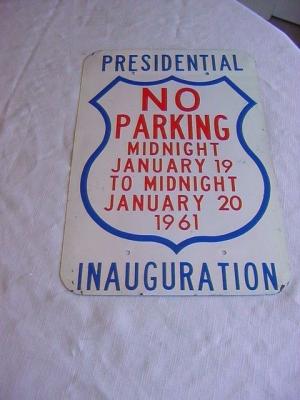 PRESIDENTIAL
NO
PARKING
MIDNIGHT
JANUARY 19
TO MIDNIGHT
JANUARY 20
1961
INAUGURATION